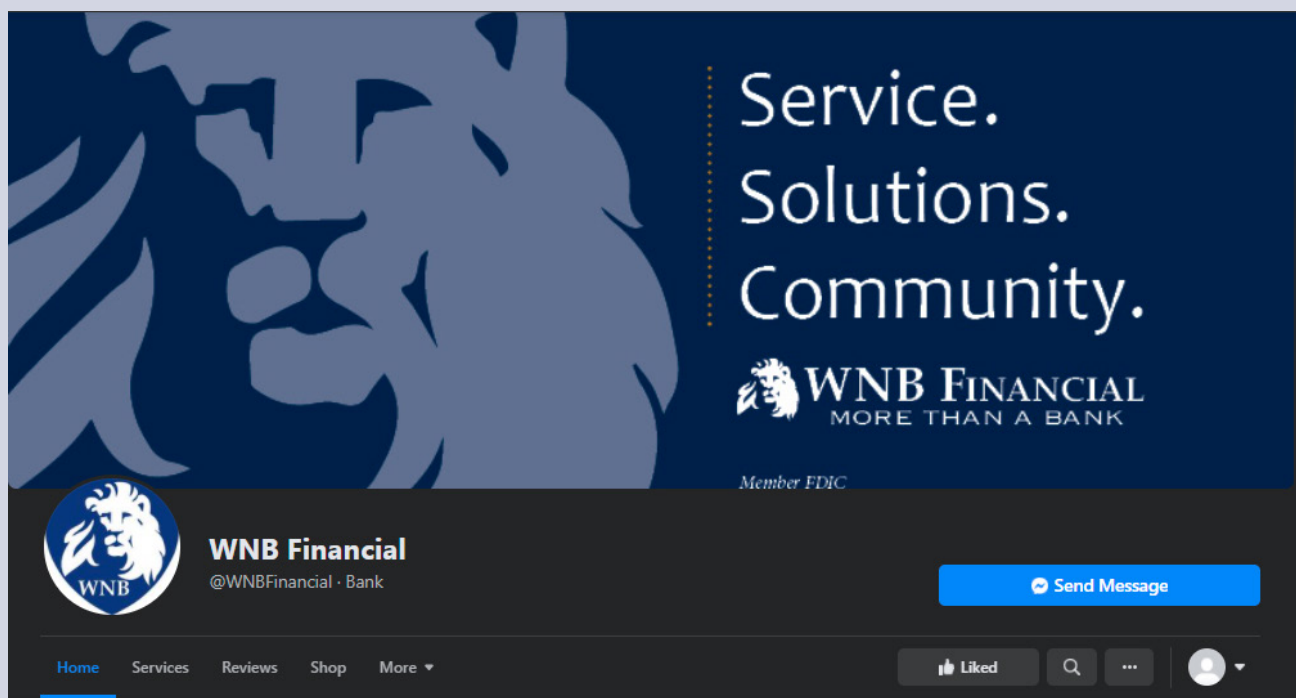 Service.
Solutions.
Community.
WNB FINANCIAL
MORE THAN A BANK
Member FDIC
WNB
WNB Financial
@WNBFinancial · Bank
Send Message
Home Services Reviews Shop More
Liked